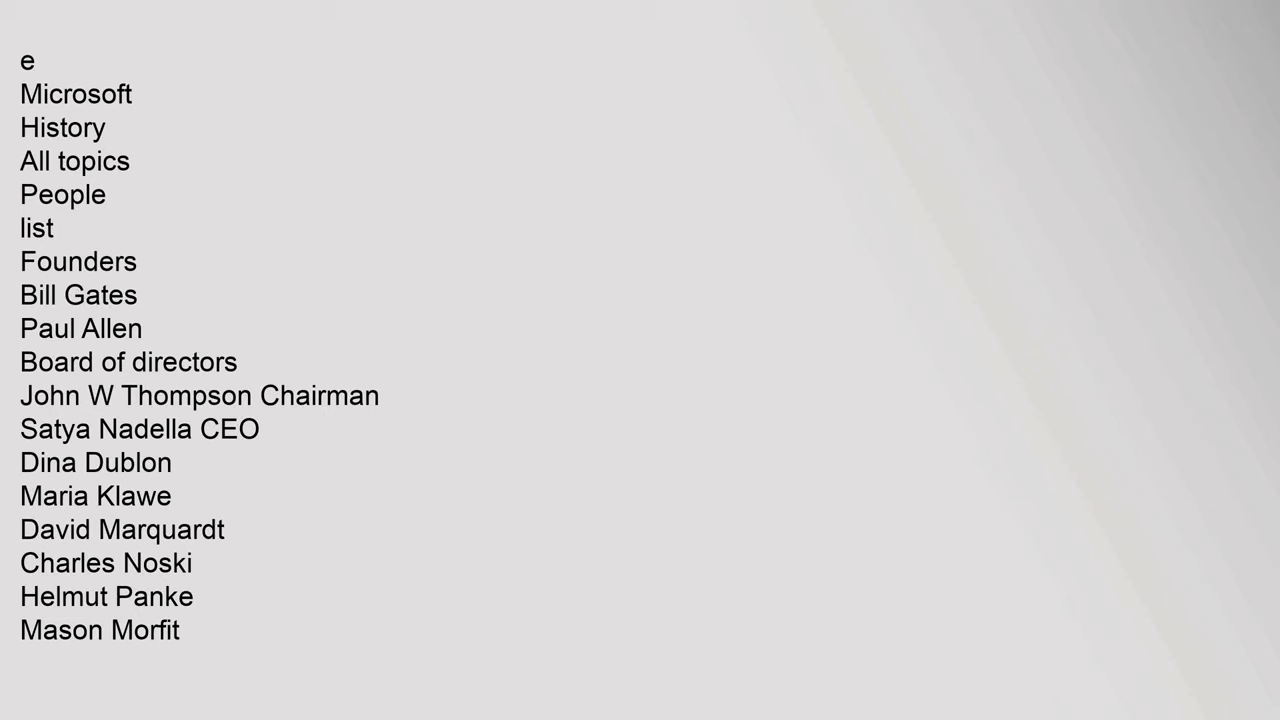 e
Microsoft
History
All topics
People
list
Founders
Bill Gates
Paul Allen
Board of directors
John W Thompson Chairman
Satya Nadella CEO
Dina Dublon
Maria Klawe
David Marquardt
Charles Noski
Helmut Panke
Mason Morfit